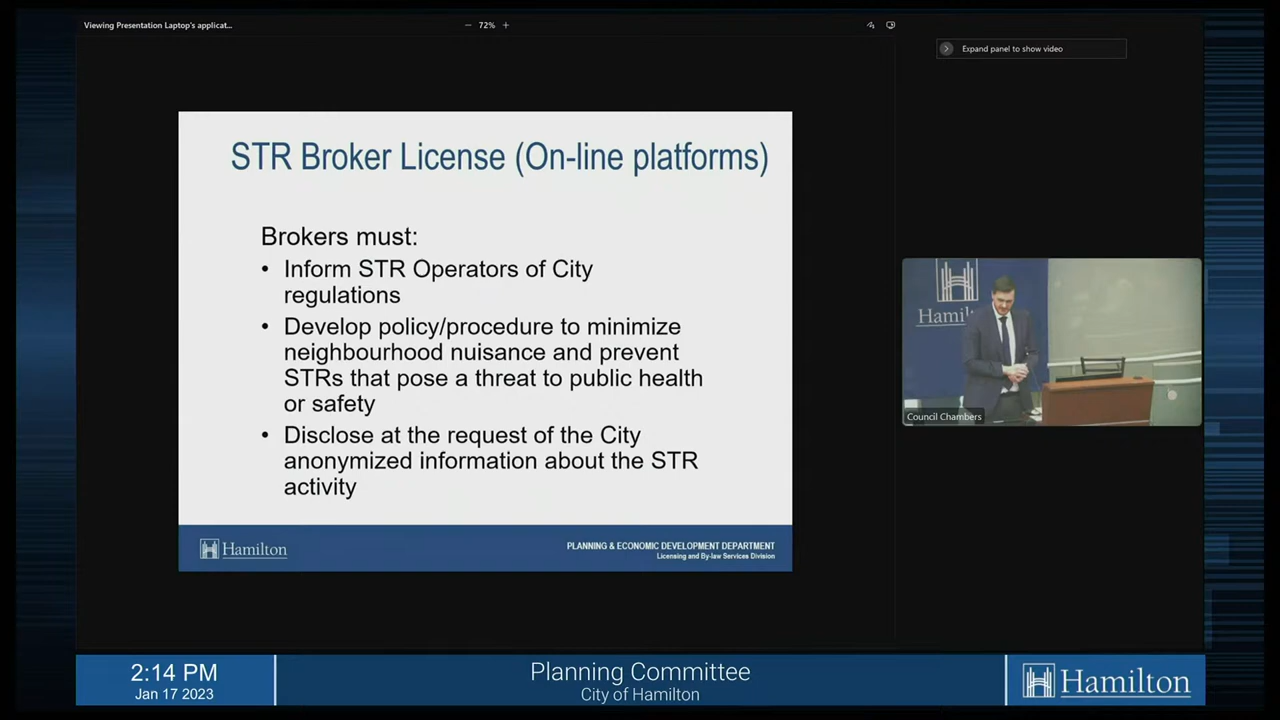 Viewing Presentation Laptop's applicat...
72%
Expand panel to show video
STR Broker License (On-line platforms)
Brokers must:
• Inform STR Operators of City
regulations
• Develop policy/procedure to minimize
neighbourhood nuisance and prevent
STRs that pose a threat to public health
or safety
• Disclose at the request of the City
anonymized information about the STR
activity
Hamilton
PLANNING & ECONOMIC DEVELOPMENT DEPARTMENT
Licensing and By-law Services Division
Council Chambers
2:14 PM
Jan 17 2023
Planning Committee
City of Hamilton
Hamilton